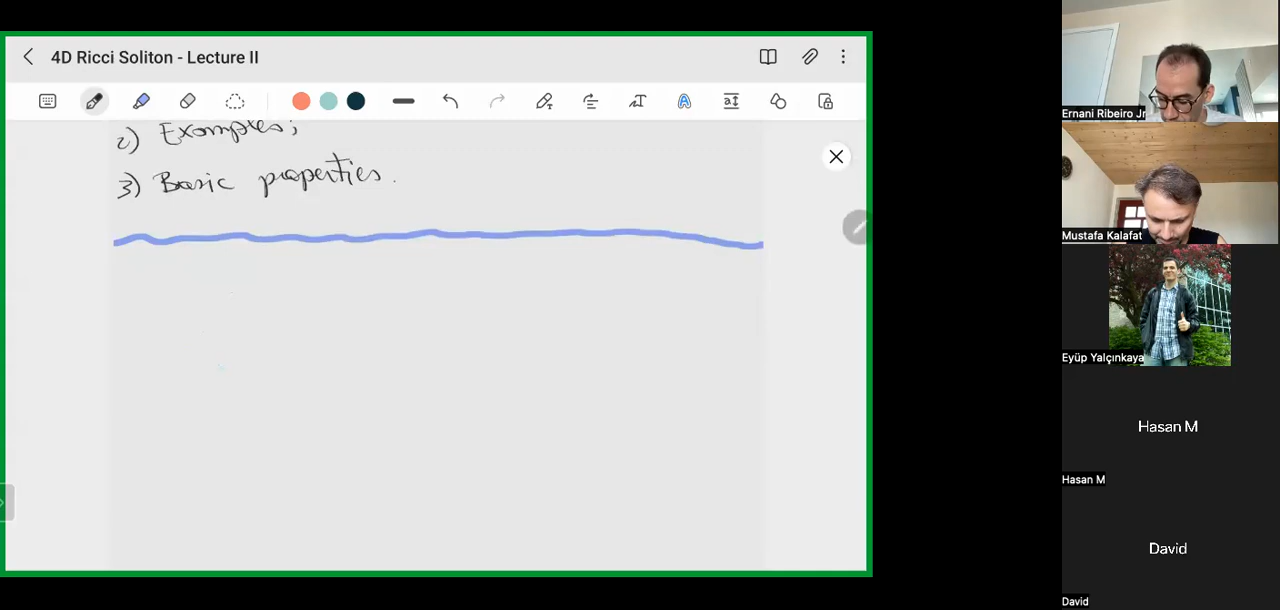 4D Ricci Soliton - Lecture II
2) Examples;
3) Basic properties.
Ernani Ribeiro Jr
Mustafa Kalafat
Eyüp Yalçınkaya
Hasan M
Hasan M
David
David